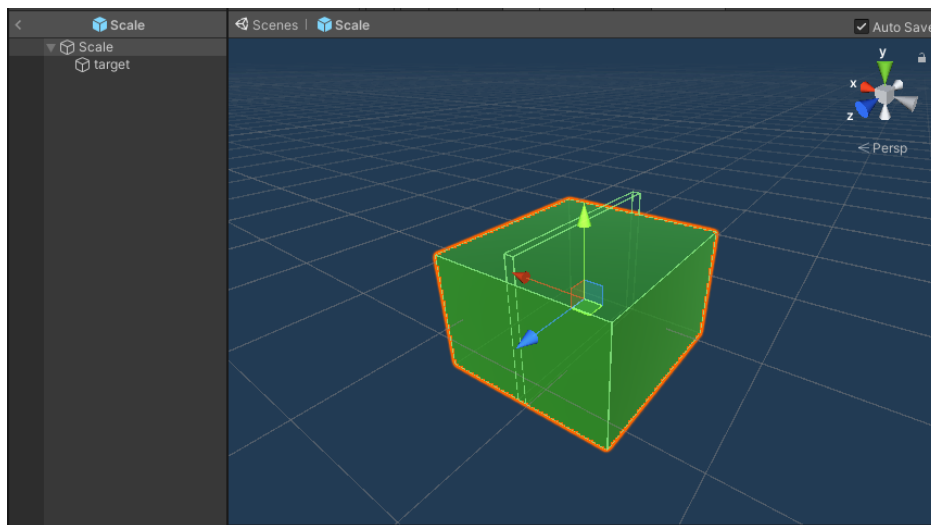 Scale
Scenes | Scale
Auto Save
Scale
target
y
x
z
Persp